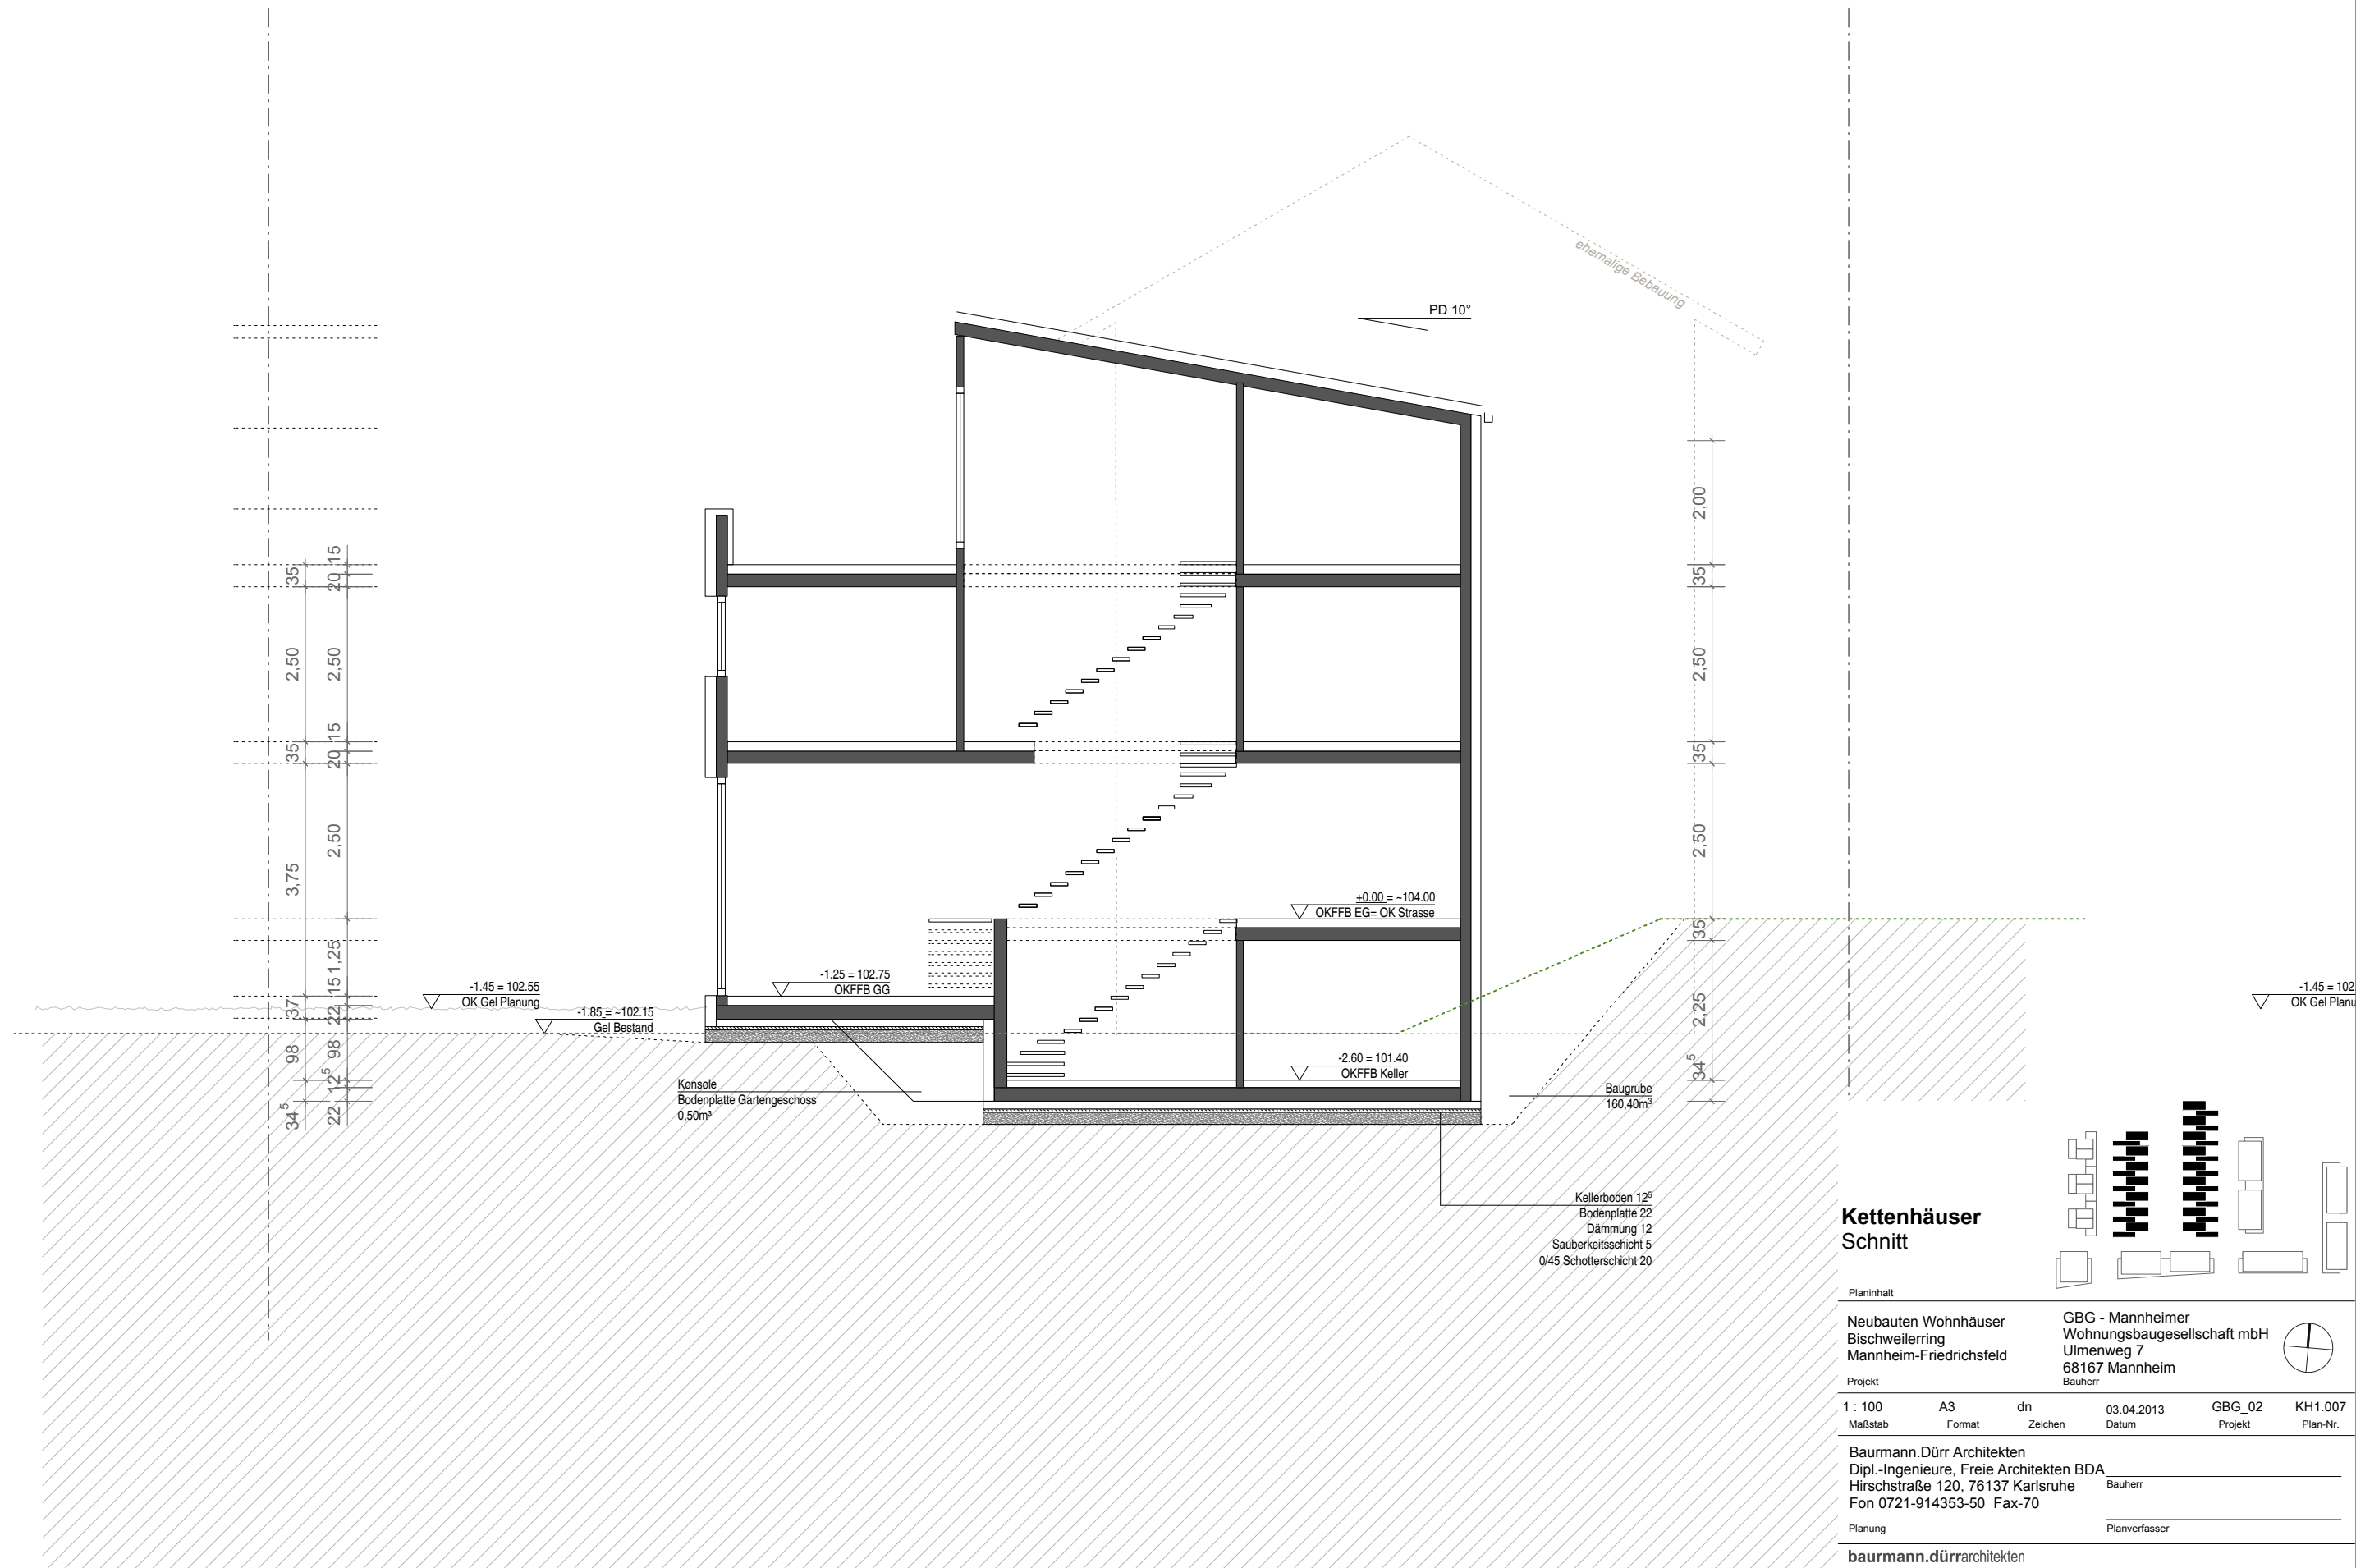 ehemalige Bebauung
PD 10°
35
20 15
2,50
2,50
35
20 15
3,75
2,50
1,25
37
22 15
98
98
34⁵
12⁵
22
2,00
35
2,50
35
2,50
35
2,25
34⁵
±0.00 = ~104.00
OKFFB EG= OK Strasse
-1.25 = 102.75
OKFFB GG
-1.45 = 102.55
OK Gel Planung
-1.85 = ~102.15
Gel Bestand
-2.60 = 101.40
OKFFB Keller
-1.45 = 102
OK Gel Planu
Konsole
Bodenplatte Gartengeschoss
0,50m³
Baugrube
160,40m³
Kellerboden 12⁵
Bodenplatte 22
Dämmung 12
Sauberkeitsschicht 5
0/45 Schotterschicht 20
Kettenhäuser
Schnitt
Planinhalt
Neubauten Wohnhäuser
Bischweilerring
Mannheim-Friedrichsfeld
Projekt
GBG - Mannheimer
Wohnungsbaugesellschaft mbH
Ulmenweg 7
68167 Mannheim
Bauherr
1 : 100 A3 dn 03.04.2013 GBG_02 KH1.007
Maßstab Format Zeichen Datum Projekt Plan-Nr.
Baurmann.Dürr Architekten
Dipl.-Ingenieure, Freie Architekten BDA
Hirschstraße 120, 76137 Karlsruhe
Fon 0721-914353-50 Fax-70
Planung
Bauherr
Planverfasser
baurmann.dürrarchitekten